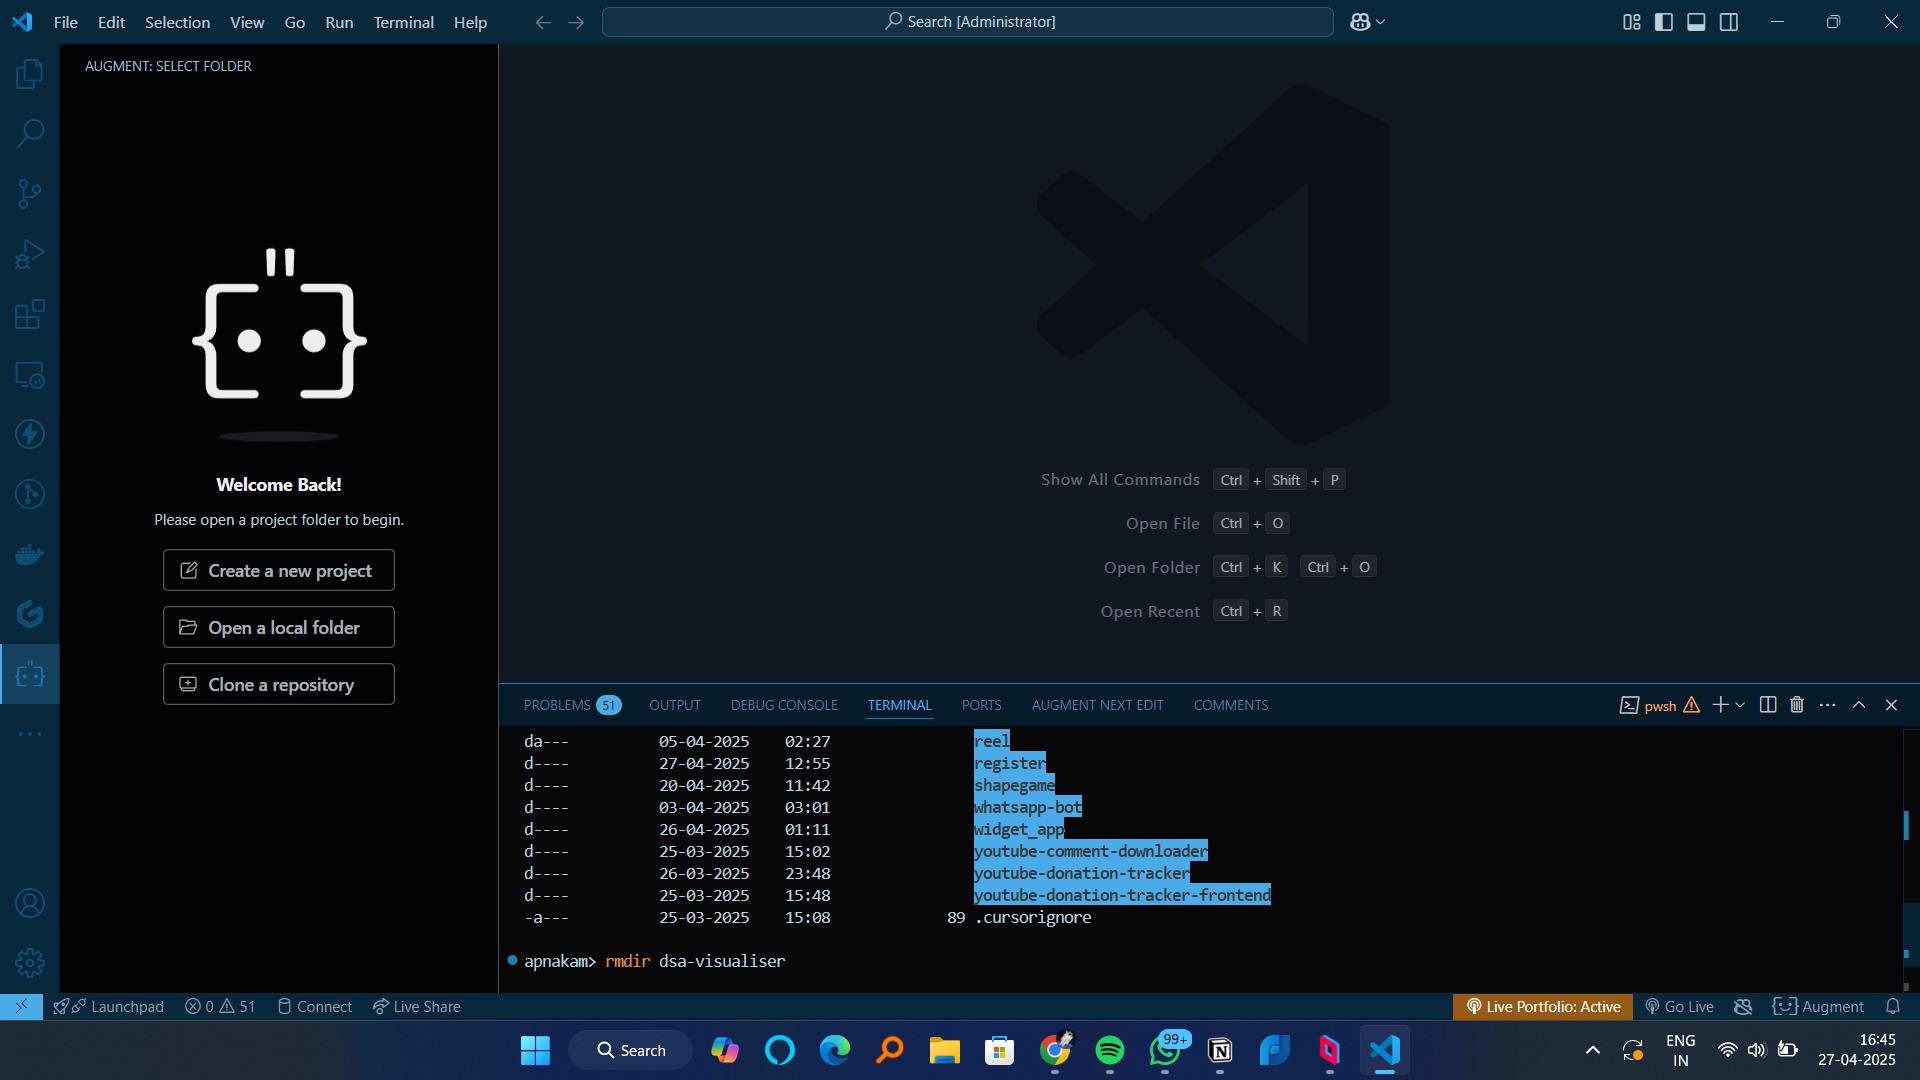 File Edit Selection View Go Run Terminal Help
Search [Administrator]
AUGMENT: SELECT FOLDER
Welcome Back!
Please open a project folder to begin.
Create a new project
Open a local folder
Clone a repository
Show All Commands Ctrl + Shift + P
Open File Ctrl + O
Open Folder Ctrl + K Ctrl + O
Open Recent Ctrl + R
PROBLEMS 51 OUTPUT DEBUG CONSOLE TERMINAL PORTS AUGMENT NEXT EDIT COMMENTS pwsh
da--- 05-04-2025 02:27 reel
d---- 27-04-2025 12:55 register
d---- 20-04-2025 11:42 shapegame
d---- 03-04-2025 03:01 whatsapp-bot
d---- 26-04-2025 01:11 widget_app
d---- 25-03-2025 15:02 youtube-comment-downloader
d---- 26-03-2025 23:48 youtube-donation-tracker
d---- 25-03-2025 15:48 youtube-donation-tracker-frontend
-a--- 25-03-2025 15:08 89 .cursorignore
apnakam> rmdir dsa-visualiser
Launchpad 0 51 Connect Live Share Live Portfolio: Active Go Live Augment
Search 99+ ENG 16:45
IN 27-04-2025